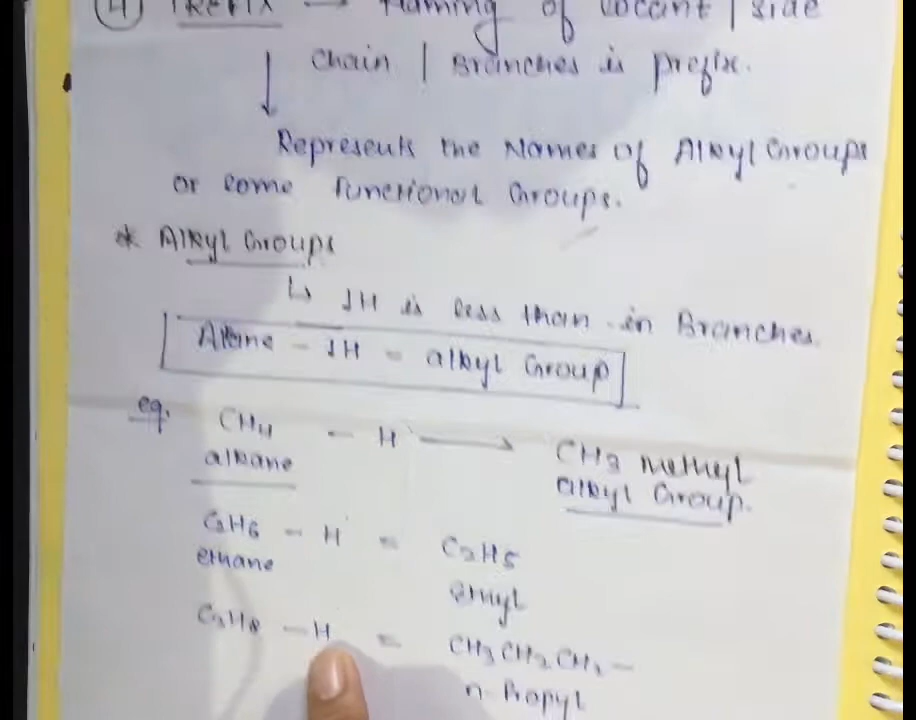 (4) PREFIX → Naming of locant | side
chain | Branches is prefix.
Represents the Names of Alkyl Groups
or some functional Groups.
* Alkyl Groups
↳ 1H is less than in Branches
Alkane - 1H = alkyl Group
eg. CH4 - H → CH3 Methyl
alkane alkyl Group.
C2H6 - H = C2H5
ethane ethyl
C3H8 - H = CH3CH2CH2-
n-Propyl